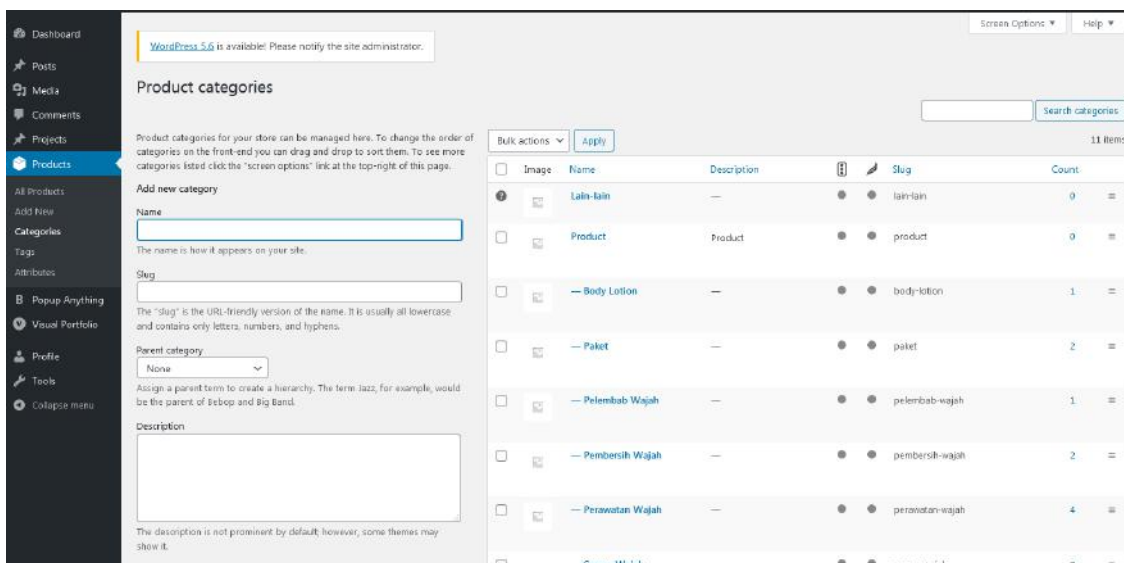 Screen Options ▼
Help ▼
Dashboard
Posts
Media
Comments
Projects
Products
All Products
Add New
Categories
Tags
Attributes
Popup Anything
Visual Portfolio
Profile
Tools
Collapse menu
WordPress 5.6 is available! Please notify the site administrator.
Product categories
Search categories
Product categories for your store can be managed here. To change the order of
categories on the front-end you can drag and drop to sort them. To see more
categories listed click the "screen options" link at the top-right of this page.
Add new category
Name
The name is how it appears on your site.
Slug
The "slug" is the URL-friendly version of the name. It is usually all lowercase
and contains only letters, numbers, and hyphens.
Parent category
None
Assign a parent term to create a hierarchy. The term Jazz, for example, would
be the parent of Bebop and Big Band.
Description
The description is not prominent by default; however, some themes may
show it.
Bulk actions Apply 11 items
Image Name Description Slug Count
Lain-lain — lain-lain 0
Product Product product 0
— Body Lotion — body-lotion 1
— Paket — paket 2
— Pelembab Wajah — pelembab-wajah 1
— Pembersih Wajah — pembersih-wajah 2
— Perawatan Wajah — perawatan-wajah 4